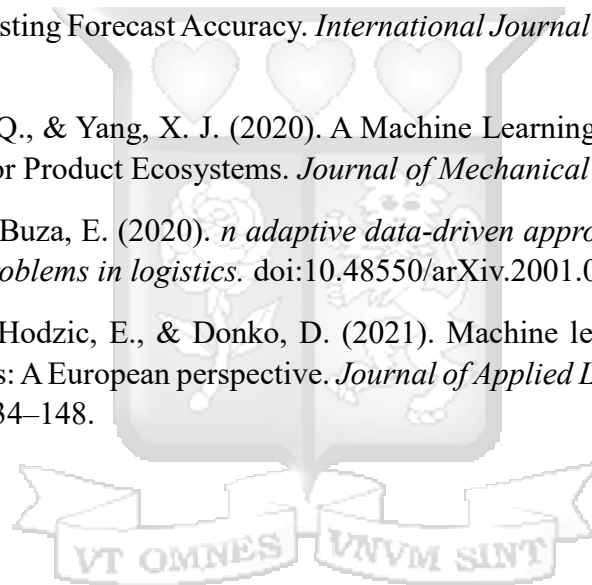 sting Forecast Accuracy. International Journal
Q., & Yang, X. J. (2020). A Machine Learning
or Product Ecosystems. Journal of Mechanical
Buza, E. (2020). n adaptive data-driven appro
oblems in logistics. doi:10.48550/arXiv.2001.0
Hodzic, E., & Donko, D. (2021). Machine le
s: A European perspective. Journal of Applied L
34–148.
VT OMNES VNVM SINT